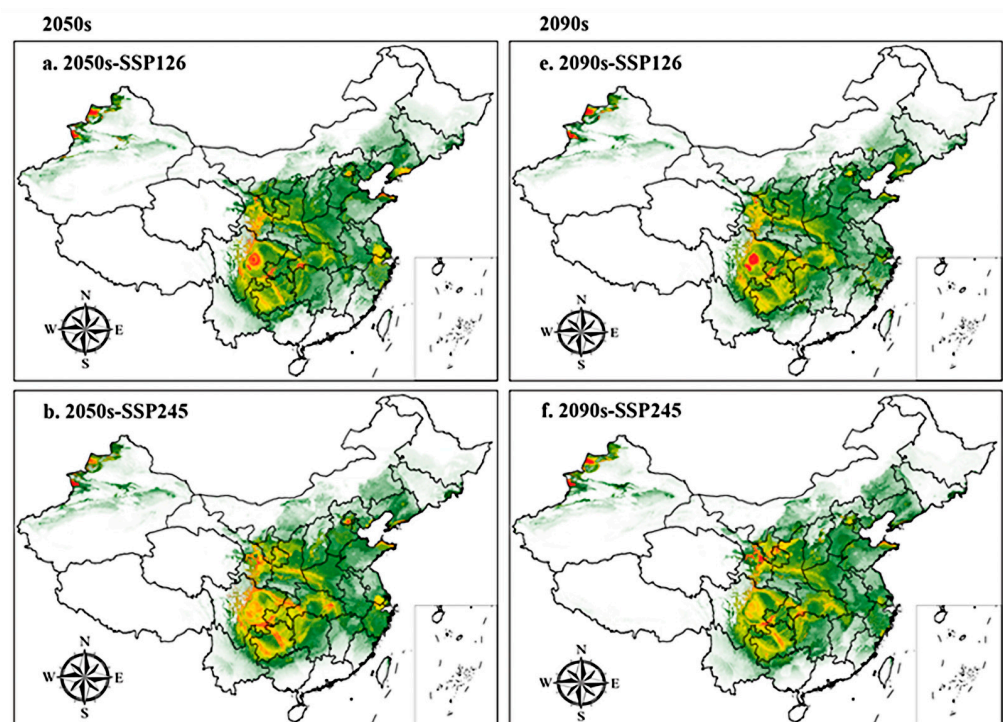 2050s
2090s
a. 2050s-SSP126
N
W E
S
e. 2090s-SSP126
N
W E
S
b. 2050s-SSP245
N
W E
S
f. 2090s-SSP245
N
W E
S